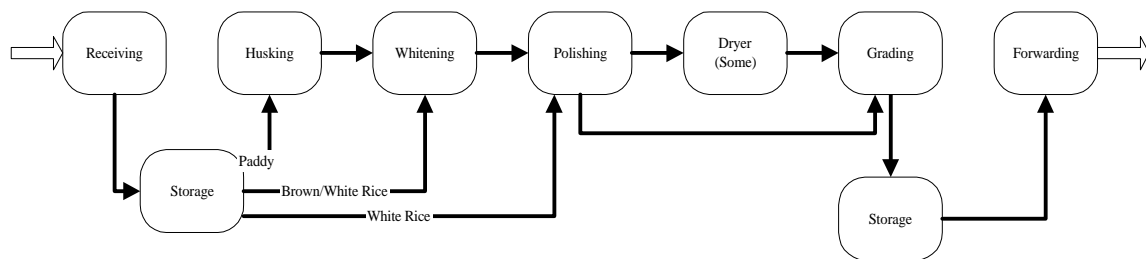 Receiving
Husking
Whitening
Polishing
Dryer
(Some)
Grading
Forwarding
Paddy
Storage
Brown/White Rice
White Rice
Storage